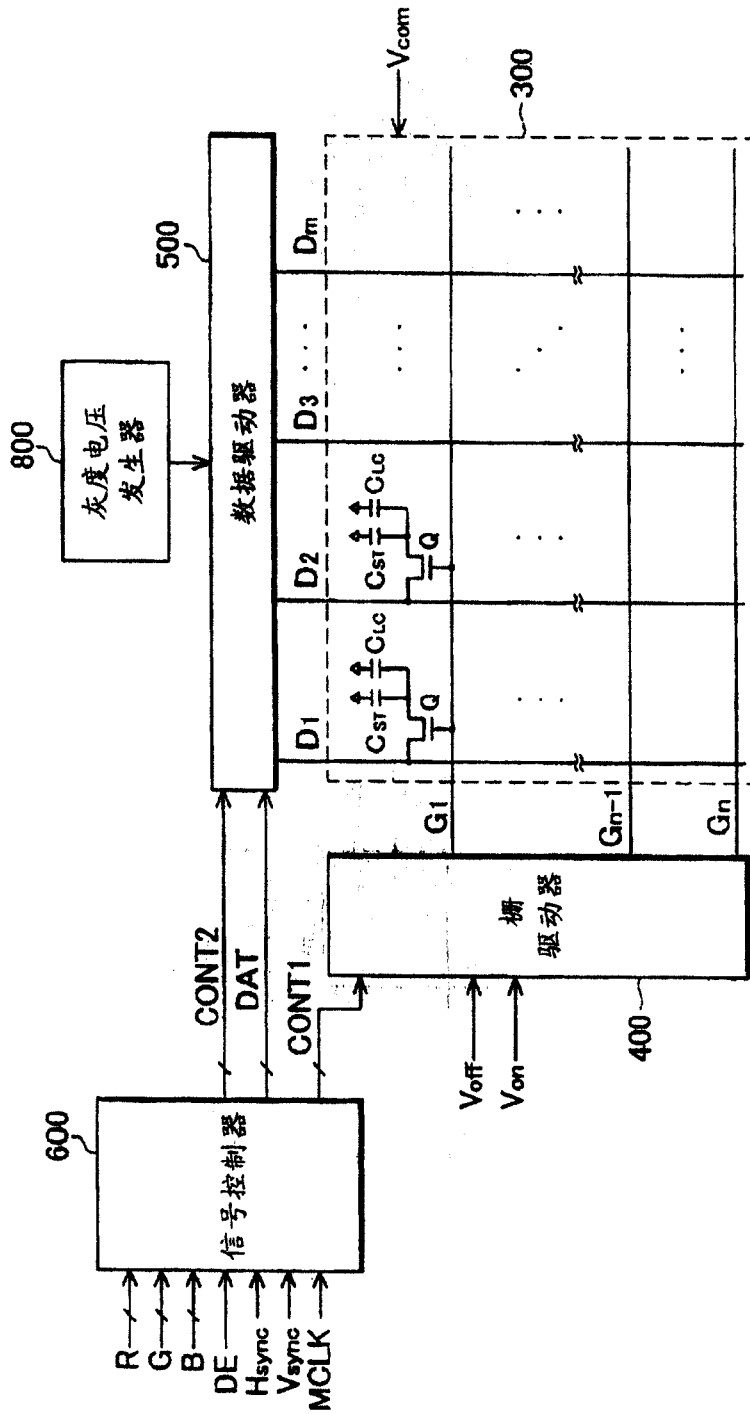 800
灰度电压
发生器
500
数据驱动器
600
信号控制器
R
G
B
DE
Hsync
Vsync
MCLK
CONT2
DAT
CONT1
Voff
Von
400
栅
驱动器
D1
D2
D3
· · ·
Dm
G1
Gn-1
Gn
CST
CLC
Q
CST
CLC
Q
Vcom
300